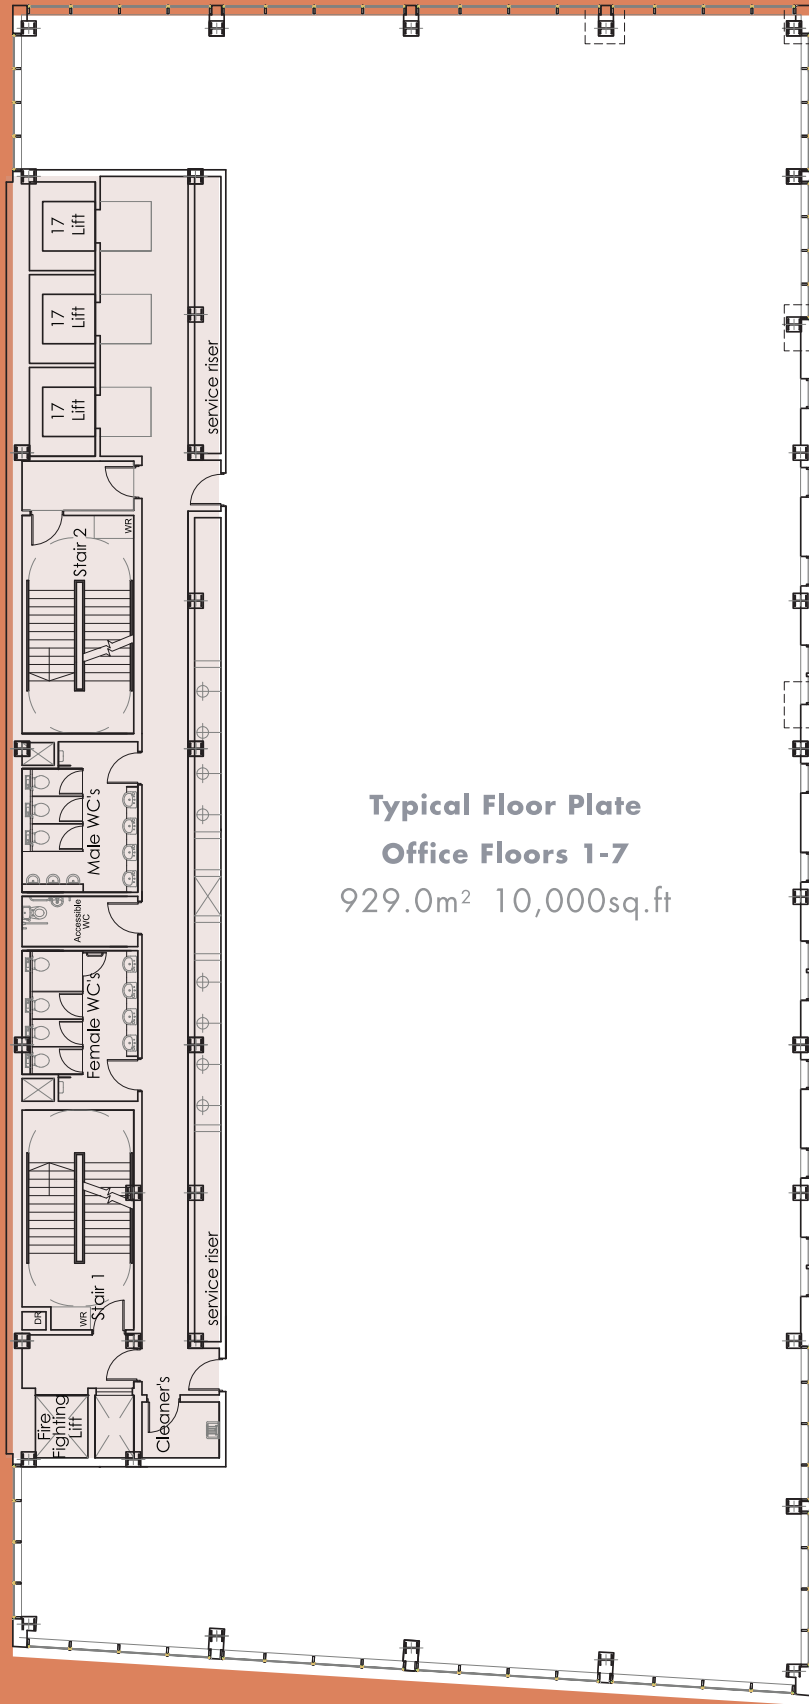 17
Lift
17
Lift
17
Lift
service riser
WR
Stair 2
Male WC's
Accessible
WC
Female WC's
Typical Floor Plate
Office Floors 1-7
929.0m² 10,000sq.ft
service riser
Stair 1
WR
DR
Fire
Fighting
Lift
Cleaner's